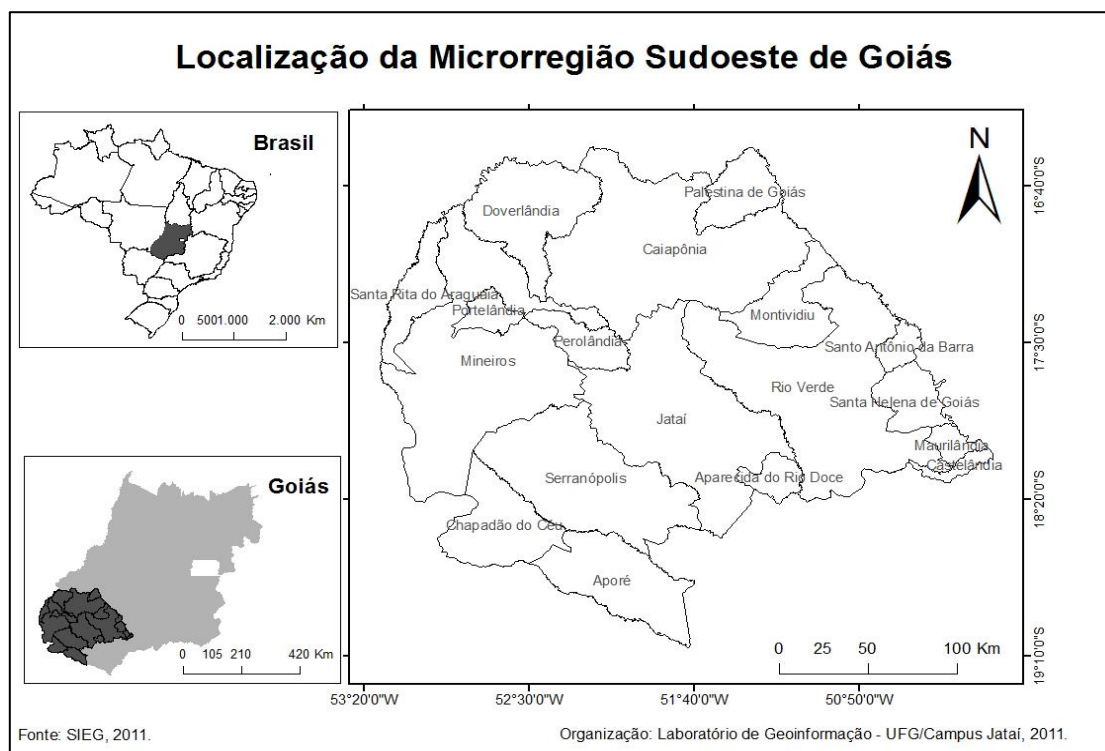 Localização da Microrregião Sudoeste de Goiás
Brasil
0 5001.000 2.000 Km
Goiás
0 105 210 420 Km
N
Palestina de Goiás
Doverlândia
Caiapônia
Santa Rita do Araguaia
Portelândia
Montividiu
Perolândia
Santo Antônio da Barra
Mineiros
Rio Verde
Santa Helena de Goiás
Jataí
Maurilândia
Castelândia
Serranópolis
Aparecida do Rio Doce
Chapadão do Céu
Aporé
0 25 50 100 Km
16°40'0"S
17°30'0"S
18°20'0"S
19°10'0"S
53°20'0"W 52°30'0"W 51°40'0"W 50°50'0"W
Fonte: SIEG, 2011.
Organização: Laboratório de Geoinformação - UFG/Campus Jataí, 2011.